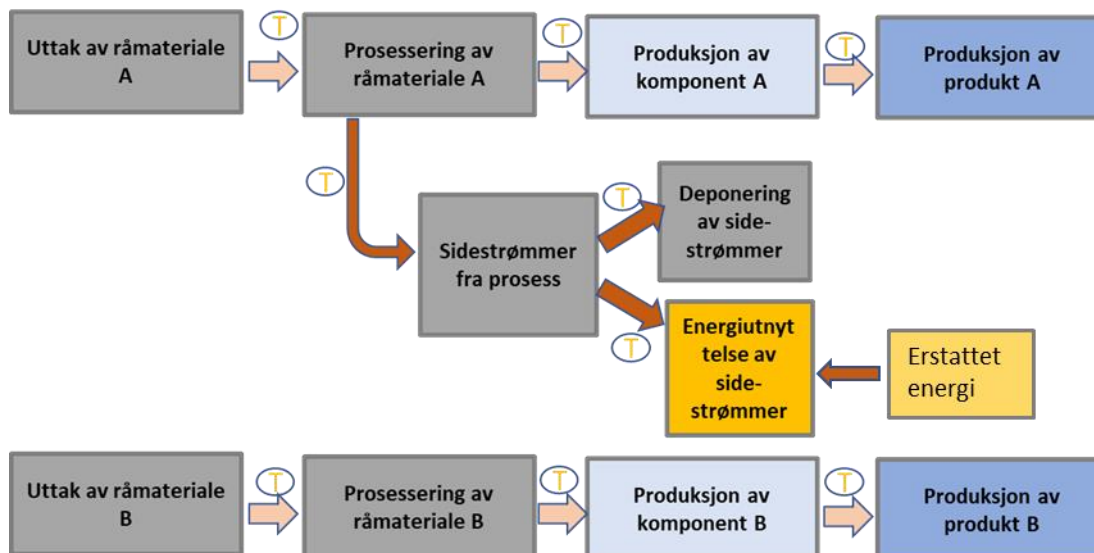 T
T
T
Uttak av råmateriale
A
Prosessering av
råmateriale A
Produksjon av
komponent A
Produksjon av
produkt A
T
T
Sidestrømmer
fra prosess
Deponering
av side-
strømmer
T
Energiutnyt
telse av
side-
strømmer
Erstattet
energi
T
T
T
Uttak av råmateriale
B
Prosessering av
råmateriale B
Produksjon av
komponent B
Produksjon av
produkt B